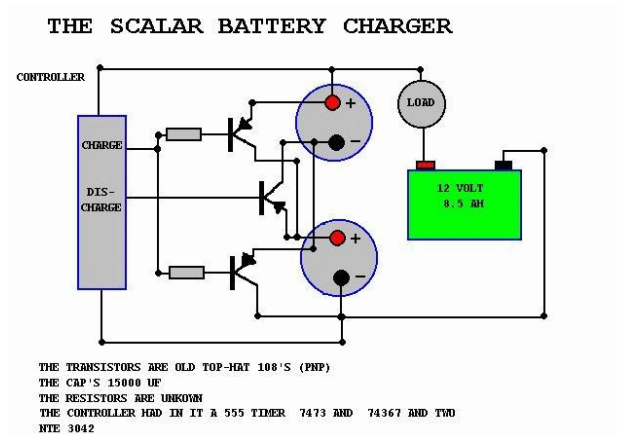 THE SCALAR BATTERY CHARGER
CONTROLLER
CHARGE
DIS-
CHARGE
+
-
LOAD
12 VOLT
8.5 AH
+
-
THE TRANSISTORS ARE OLD TOP-HAT 108'S (PNP)
THE CAP'S 15000 UF
THE RESISTORS ARE UNKOWN
THE CONTROLLER HAD IN IT A 555 TIMER 7473 AND 74367 AND TWO
NTE 3042